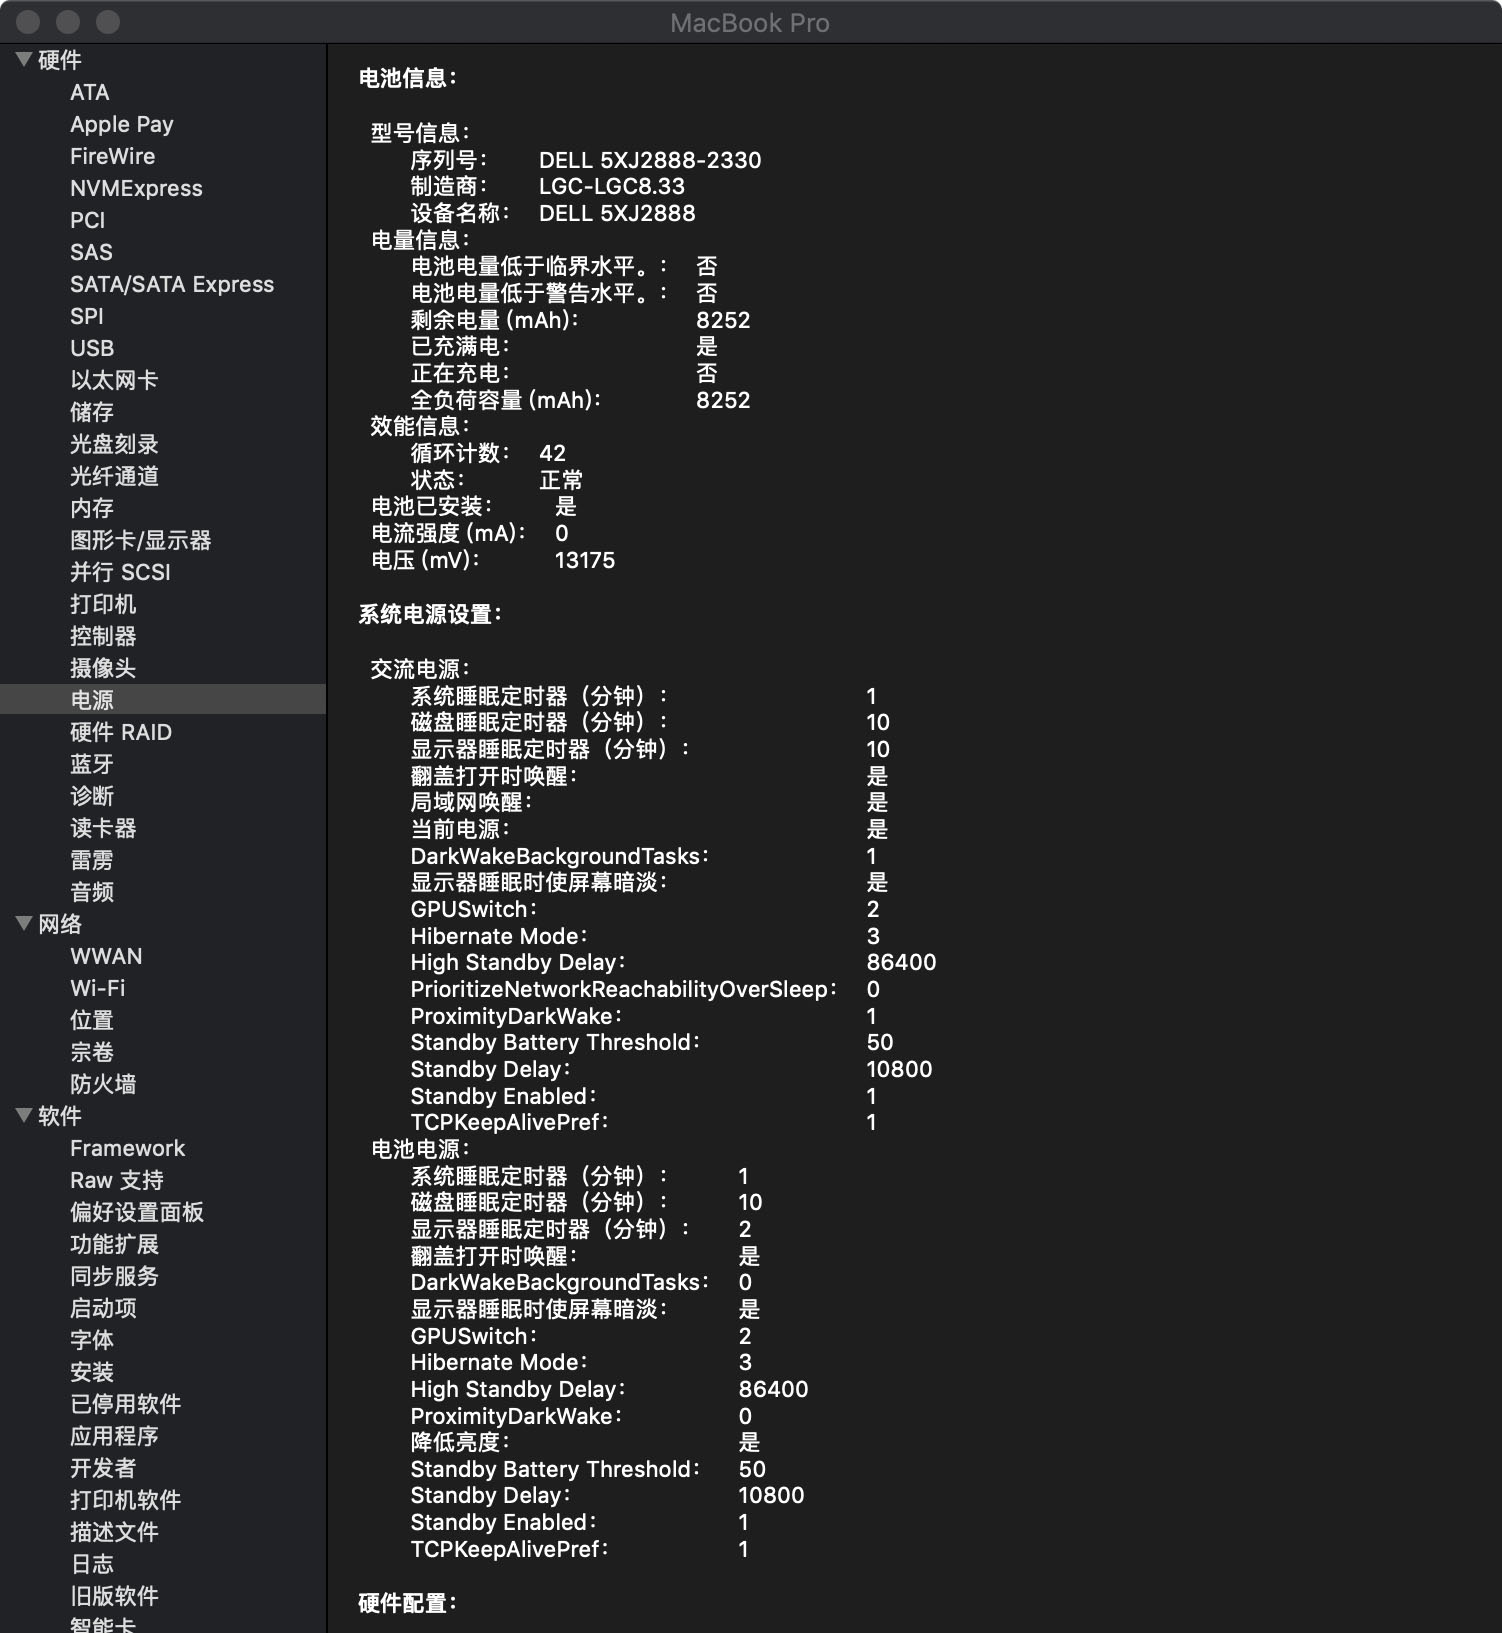 MacBook Pro
硬件
ATA
Apple Pay
FireWire
NVMExpress
PCI
SAS
SATA/SATA Express
SPI
USB
以太网卡
储存
光盘刻录
光纤通道
内存
图形卡/显示器
并行 SCSI
打印机
控制器
摄像头
电源
硬件 RAID
蓝牙
诊断
读卡器
雷雳
音频
网络
WWAN
Wi-Fi
位置
宗卷
防火墙
软件
Framework
Raw 支持
偏好设置面板
功能扩展
同步服务
启动项
字体
安装
已停用软件
应用程序
开发者
打印机软件
描述文件
日志
旧版软件
智能卡
电池信息：
型号信息：
序列号： DELL 5XJ2888-2330
制造商： LGC-LGC8.33
设备名称： DELL 5XJ2888
电量信息：
电池电量低于临界水平。： 否
电池电量低于警告水平。： 否
剩余电量 (mAh)： 8252
已充满电： 是
正在充电： 否
全负荷容量 (mAh)： 8252
效能信息：
循环计数： 42
状态： 正常
电池已安装： 是
电流强度 (mA)： 0
电压 (mV)： 13175
系统电源设置：
交流电源：
系统睡眠定时器（分钟）： 1
磁盘睡眠定时器（分钟）： 10
显示器睡眠定时器（分钟）： 10
翻盖打开时唤醒： 是
局域网唤醒： 是
当前电源： 是
DarkWakeBackgroundTasks： 1
显示器睡眠时使屏幕暗淡： 是
GPUSwitch： 2
Hibernate Mode： 3
High Standby Delay： 86400
PrioritizeNetworkReachabilityOverSleep： 0
ProximityDarkWake： 1
Standby Battery Threshold： 50
Standby Delay： 10800
Standby Enabled： 1
TCPKeepAlivePref： 1
电池电源：
系统睡眠定时器（分钟）： 1
磁盘睡眠定时器（分钟）： 10
显示器睡眠定时器（分钟）： 2
翻盖打开时唤醒： 是
DarkWakeBackgroundTasks： 0
显示器睡眠时使屏幕暗淡： 是
GPUSwitch： 2
Hibernate Mode： 3
High Standby Delay： 86400
ProximityDarkWake： 0
降低亮度： 是
Standby Battery Threshold： 50
Standby Delay： 10800
Standby Enabled： 1
TCPKeepAlivePref： 1
硬件配置：